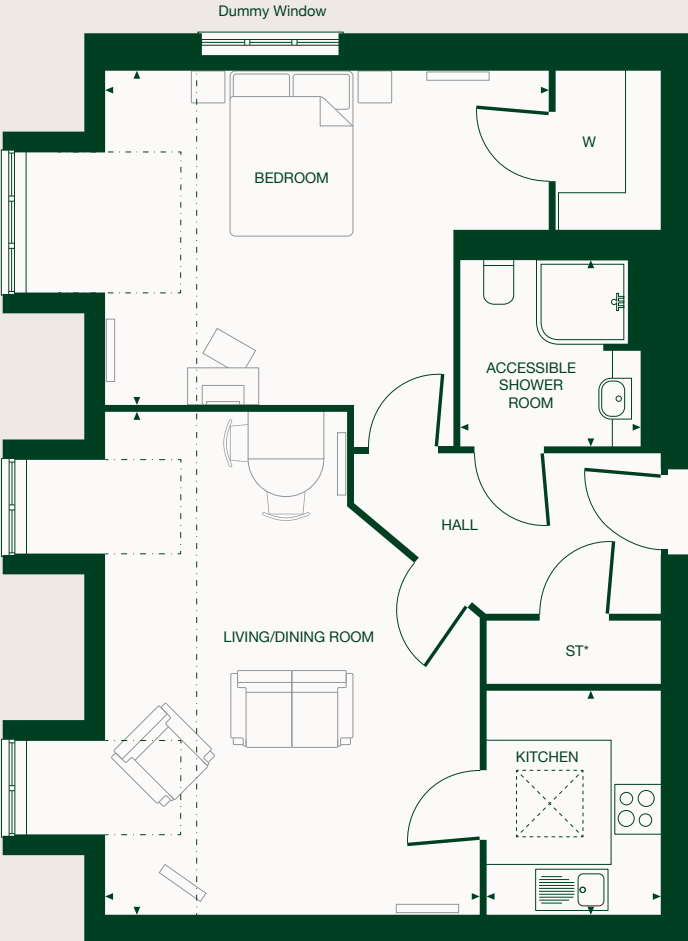 Dummy Window
BEDROOM
W
ACCESSIBLE
SHOWER
ROOM
HALL
LIVING/DINING ROOM
ST*
KITCHEN